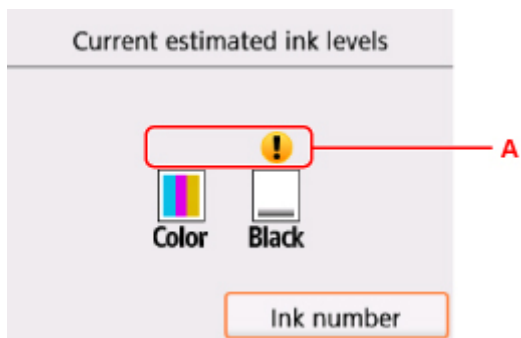 Current estimated ink levels
!
A
Color Black
Ink number